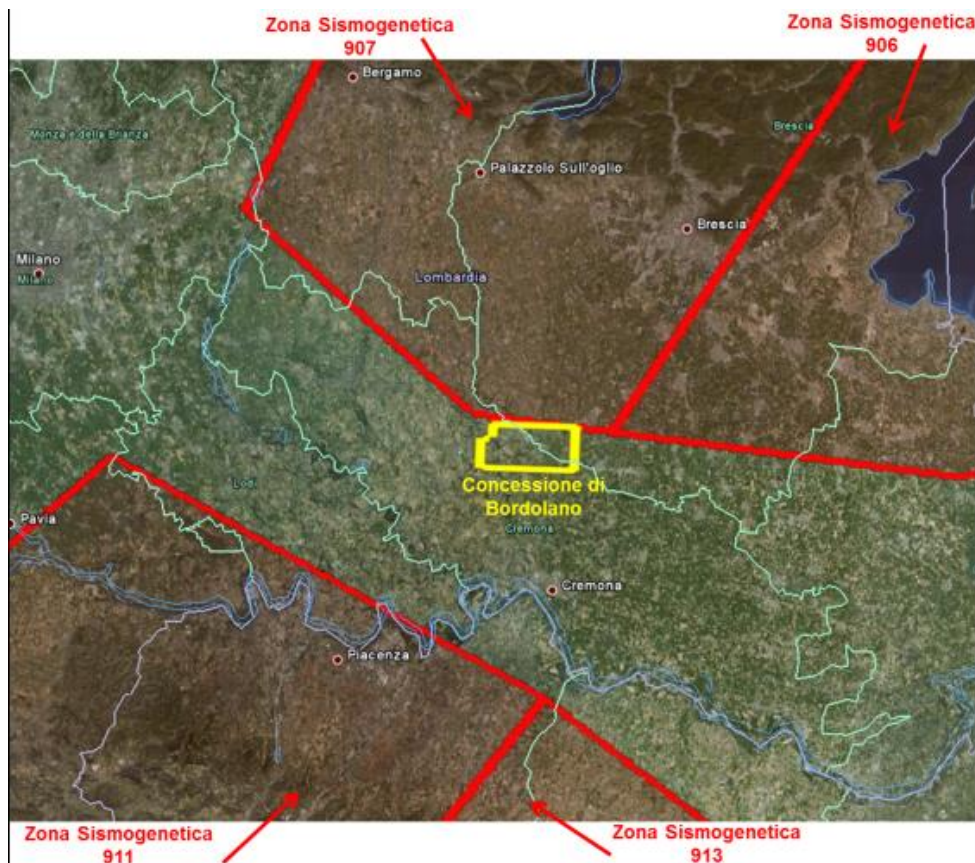 Zona Sismogenetica
907
Zona Sismogenetica
906
Bergamo
Monza e della Brianza
Brescia
Palazzolo Sull'oglio
Brescia
Milano
Milano
Lombardia
Concessione di
Bordolano
Lodi
Cremona
Pavia
Cremona
Piacenza
Zona Sismogenetica
911
Zona Sismogenetica
913